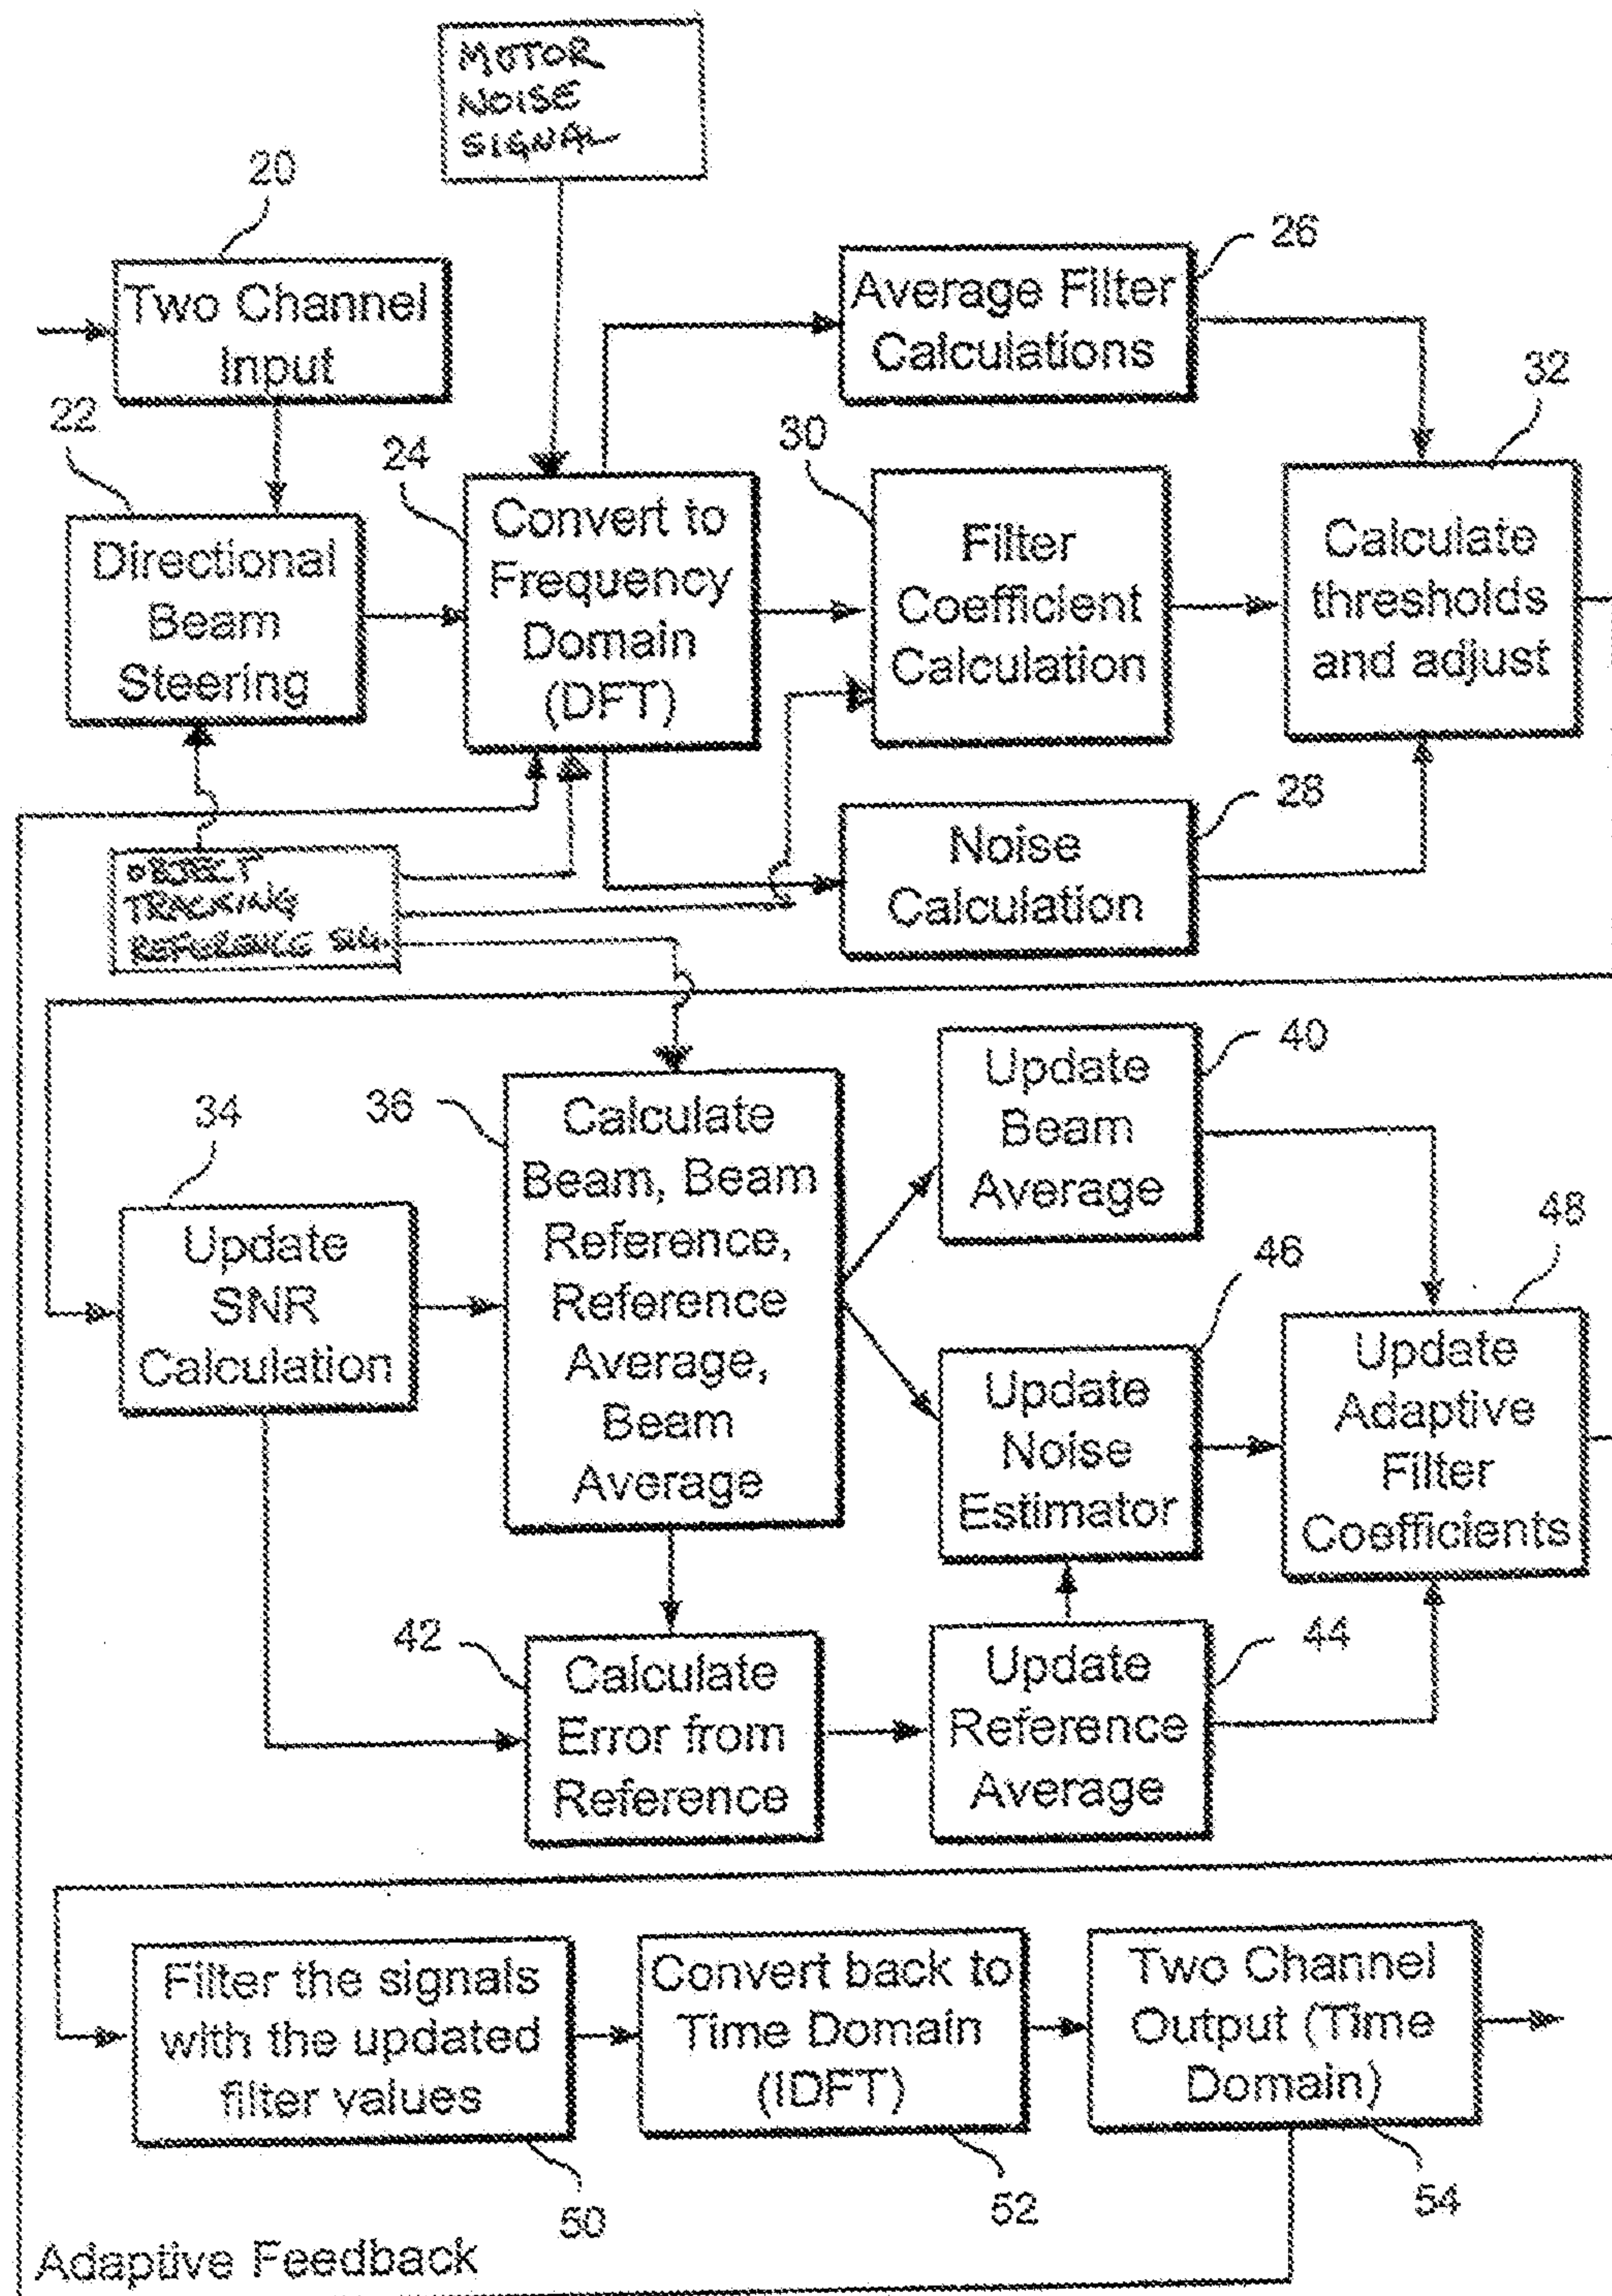 MOTOR
NOISE
SIGNAL
20
Two Channel
Input
26
Average Filter
Calculations
22
Directional
Beam
Steering
24
Convert to
Frequency
Domain
(DFT)
30
Filter
Coefficient
Calculation
32
Calculate
thresholds
and adjust
28
Noise
Calculation
OBJECT
TRACKING
REFERENCE SIG.
34
Update
SNR
Calculation
36
Calculate
Beam, Beam
Reference,
Reference
Average,
Beam
Average
40
Update
Beam
Average
46
Update
Noise
Estimator
48
Update
Adaptive
Filter
Coefficients
42
Calculate
Error from
Reference
44
Update
Reference
Average
Filter the signals
with the updated
filter values
50
Convert back to
Time Domain
(IDFT)
52
Two Channel
Output (Time
Domain)
54
Adaptive Feedback